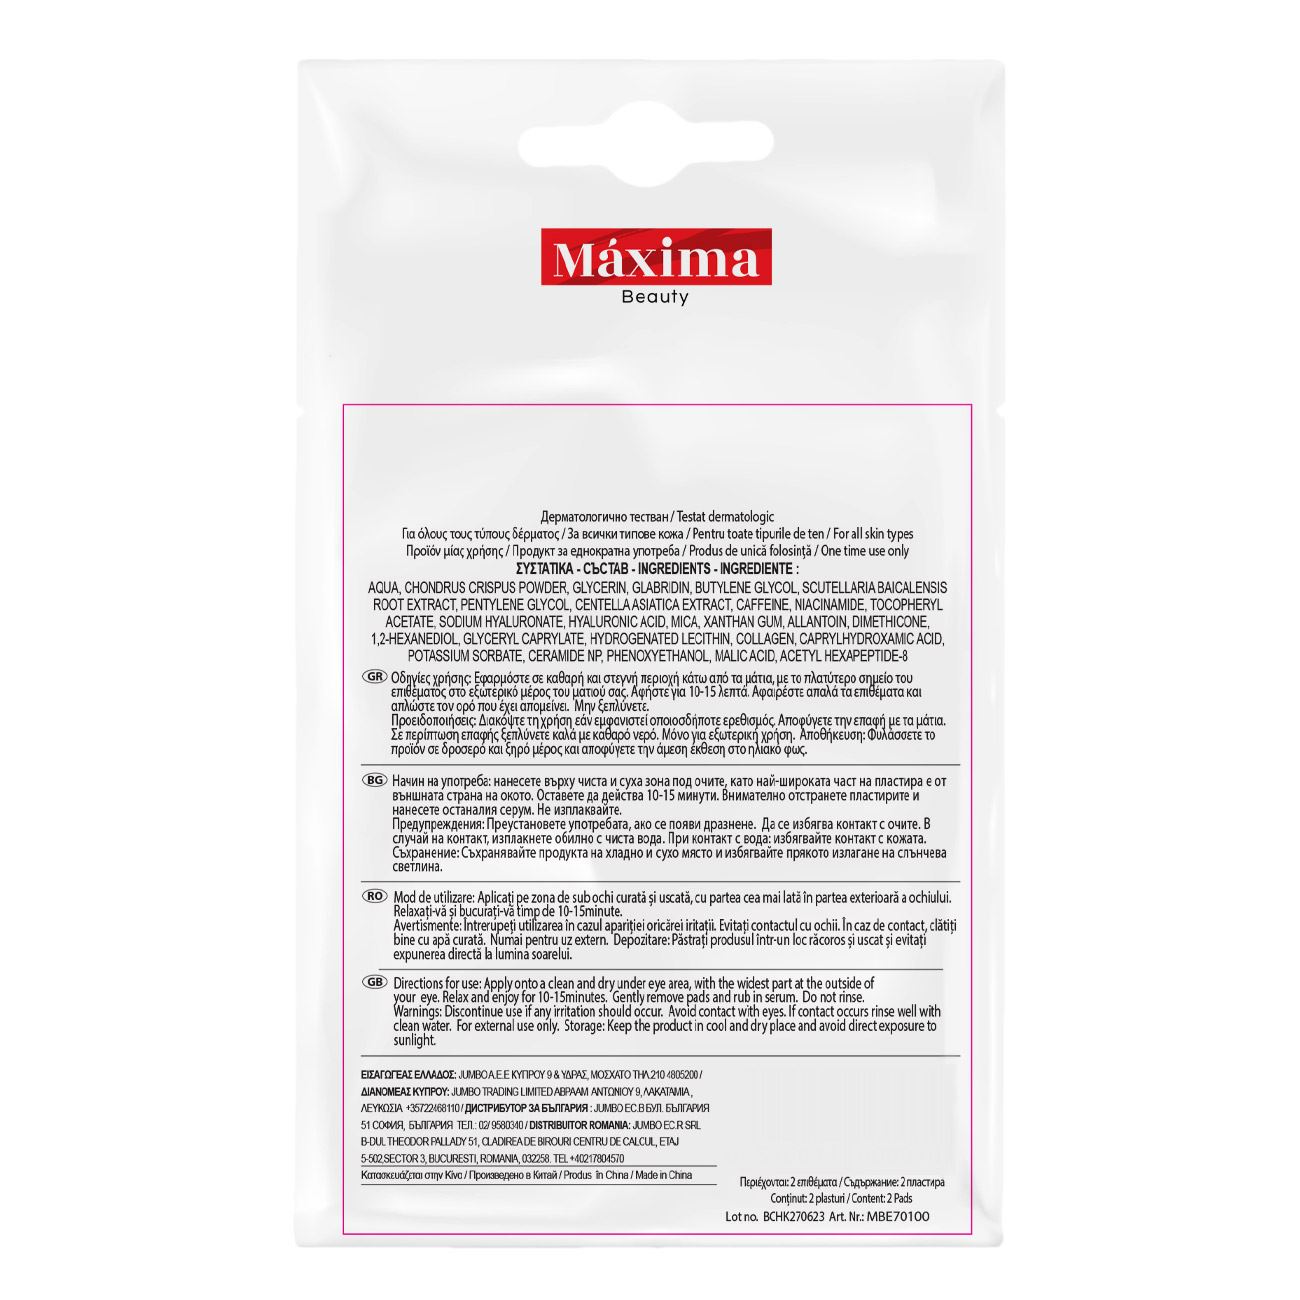 Máxima
Beauty
Дерматологично тестван / Testat dermatologic
Για όλους τους τύπους δέρματος / За всички типове кожа / Pentru toate tipurile de ten / For all skin types
Προϊόν μίας χρήσης / Продукт за еднократна употреба / Produs de unică folosință / One time use only
ΣΥΣΤΑΤΙΚΑ - СЪСТАВ - INGREDIENTS - INGREDIENTE :
AQUA, CHONDRUS CRISPUS POWDER, GLYCERIN, GLABRIDIN, BUTYLENE GLYCOL, SCUTELLARIA BAICALENSIS
ROOT EXTRACT, PENTYLENE GLYCOL, CENTELLA ASIATICA EXTRACT, CAFFEINE, NIACINAMIDE, TOCOPHERYL
ACETATE, SODIUM HYALURONATE, HYALURONIC ACID, MICA, XANTHAN GUM, ALLANTOIN, DIMETHICONE,
1,2-HEXANEDIOL, GLYCERYL CAPRYLATE, HYDROGENATED LECITHIN, COLLAGEN, CAPRYLHYDROXAMIC ACID,
POTASSIUM SORBATE, CERAMIDE NP, PHENOXYETHANOL, MALIC ACID, ACETYL HEXAPEPTIDE-8
GR Οδηγίες χρήσης: Εφαρμόστε σε καθαρή και στεγνή περιοχή κάτω από τα μάτια, με το πλατύτερο σημείο του
επιθέματος στο εξωτερικό μέρος του ματιού σας. Αφήστε για 10-15 λεπτά. Αφαιρέστε απαλά τα επιθέματα και
απλώστε τον ορό που έχει απομείνει. Μην ξεπλύνετε.
Προειδοποιήσεις: Διακόψτε τη χρήση εάν εμφανιστεί οποιοσδήποτε ερεθισμός. Αποφύγετε την επαφή με τα μάτια.
Σε περίπτωση επαφής ξεπλύνετε καλά με καθαρό νερό. Μόνο για εξωτερική χρήση. Αποθήκευση: Φυλάσσετε το
προϊόν σε δροσερό και ξηρό μέρος και αποφύγετε την άμεση έκθεση στο ηλιακό φως.
BG Начин на употреба: нанесете върху чиста и суха зона под очите, като най-широката част на пластира е от
външната страна на окото. Оставете да действа 10-15 минути. Внимателно отстранете пластирите и
нанесете останалия серум. Не изплаквайте.
Предупреждения: Преустановете употребата, ако се появи дразнене. Да се избягва контакт с очите. В
случай на контакт, изплакнете обилно с чиста вода. При контакт с вода: избягвайте контакт с кожата.
Съхранение: Съхранявайте продукта на хладно и сухо място и избягвайте прякото излагане на слънчева
светлина.
RO Mod de utilizare: Aplicați pe zona de sub ochi curată și uscată, cu partea cea mai lată în partea exterioară a ochiului.
Relaxați-vă și bucurați-vă timp de 10-15minute.
Avertismente: Întrerupeți utilizarea în cazul apariției oricărei iritații. Evitați contactul cu ochii. În caz de contact, clătiți
bine cu apă curată. Numai pentru uz extern. Depozitare: Păstrați produsul într-un loc răcoros și uscat și evitați
expunerea directă la lumina soarelui.
GB Directions for use: Apply onto a clean and dry under eye area, with the widest part at the outside of
your eye. Relax and enjoy for 10-15minutes. Gently remove pads and rub in serum. Do not rinse.
Warnings: Discontinue use if any irritation should occur. Avoid contact with eyes. If contact occurs rinse well with
clean water. For external use only. Storage: Keep the product in cool and dry place and avoid direct exposure to
sunlight.
ΕΙΣΑΓΩΓΕΑΣ ΕΛΛΑΔΟΣ: JUMBO A.E.E ΚΥΠΡΟΥ 9 & ΥΔΡΑΣ, ΜΟΣΧΑΤΟ ΤΗΛ.210 4805200 /
ΔΙΑΝΟΜΕΑΣ ΚΥΠΡΟΥ: JUMBO TRADING LIMITED ΑΒΡΑΑΜ ΑΝΤΩΝΙΟΥ 9, ΛΑΚΑΤΑΜΙΑ,
ΛΕΥΚΩΣΙΑ +35722468110 / ДИСТРИБУТОР ЗА БЪЛГАРИЯ : JUMBO EC.B БУЛ. БЪЛГАРИЯ
51 СОФИЯ, БЪЛГАРИЯ ТЕЛ.: 02/ 9580340 / DISTRIBUITOR ROMANIA: JUMBO EC.R SRL
B-DUL THEODOR PALLADY 51, CLADIREA DE BIROURI CENTRU DE CALCUL, ETAJ
5-502,SECTOR 3, BUCURESTI, ROMANIA, 032258. TEL +40217804570
Κατασκευάζεται στην Κίνα / Произведено в Китай / Produs în China / Made in China
Περιέχονται: 2 επιθέματα / Съдържание: 2 пластира
Conținut: 2 plasturi / Content: 2 Pads
Lot no. BCHK270623 Art. Nr.: MBE70100